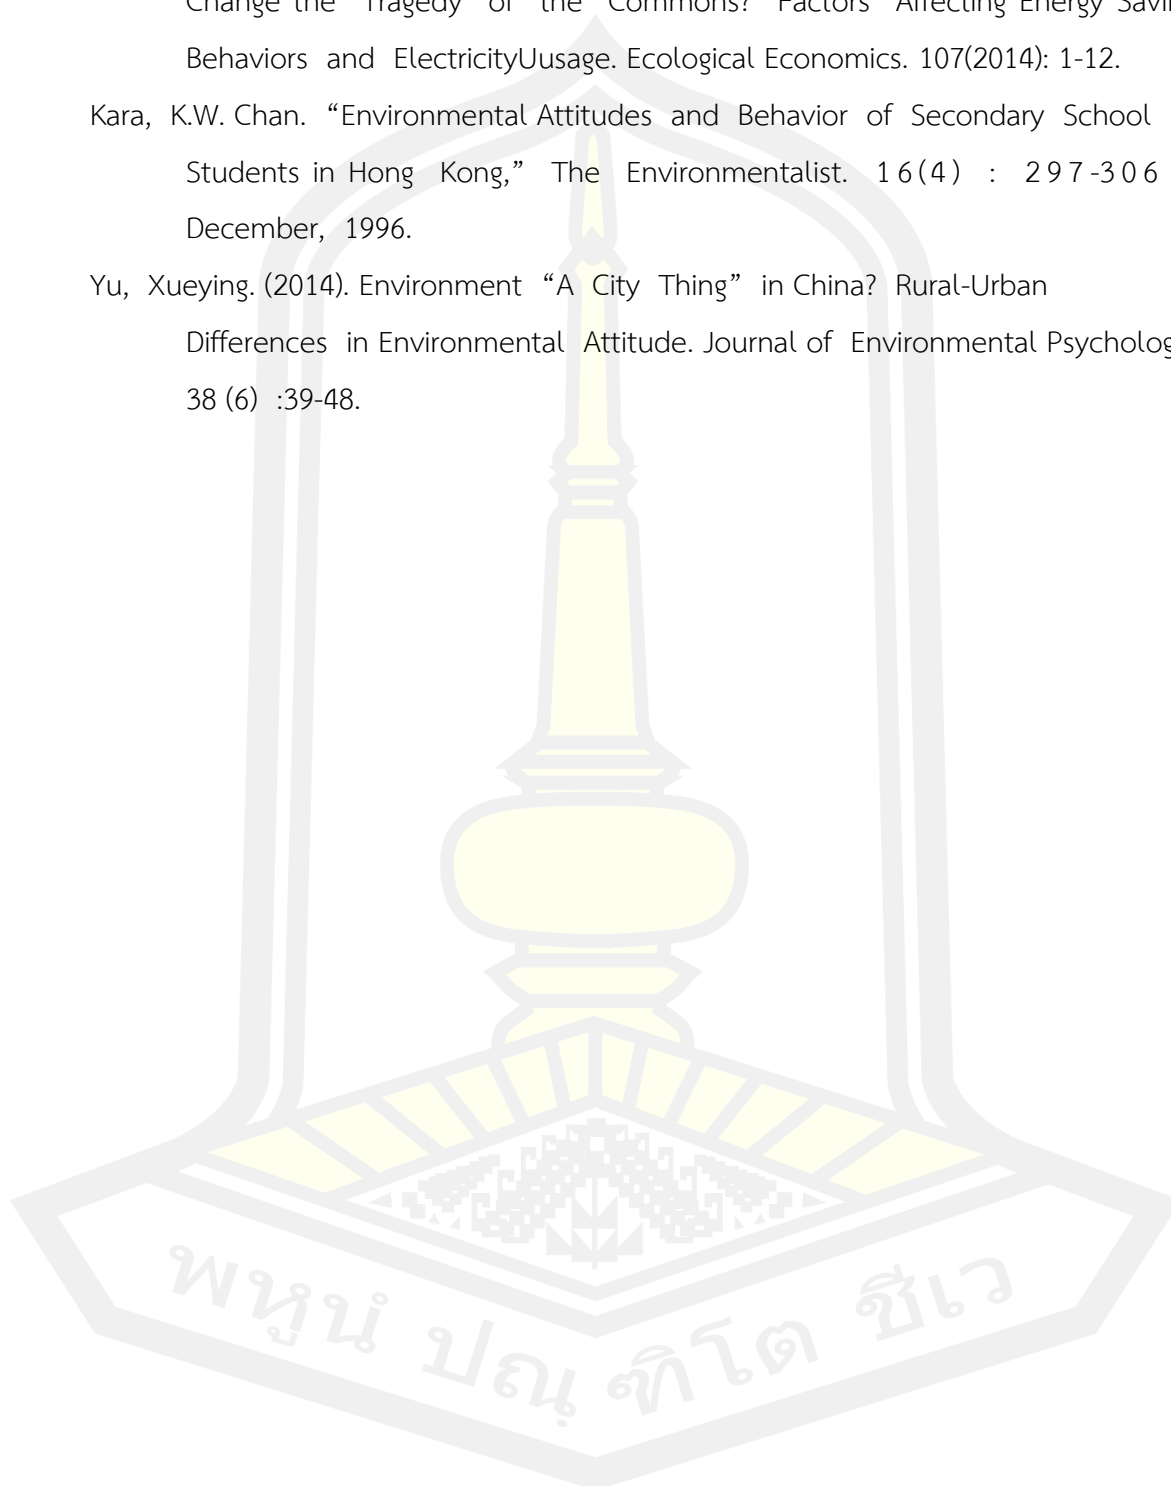 Change the Tragedy of the Commons? Factors Affecting Energy Savin
Behaviors and ElectricityUusage. Ecological Economics. 107(2014): 1-12.
Kara, K.W. Chan. “Environmental Attitudes and Behavior of Secondary School
Students in Hong Kong,” The Environmentalist. 16(4) : 297-306
December, 1996.
Yu, Xueying. (2014). Environment “A City Thing” in China? Rural-Urban
Differences in Environmental Attitude. Journal of Environmental Psycholog
38 (6) :39-48.
พหูนํ ปณฺฑิโต ชีเว